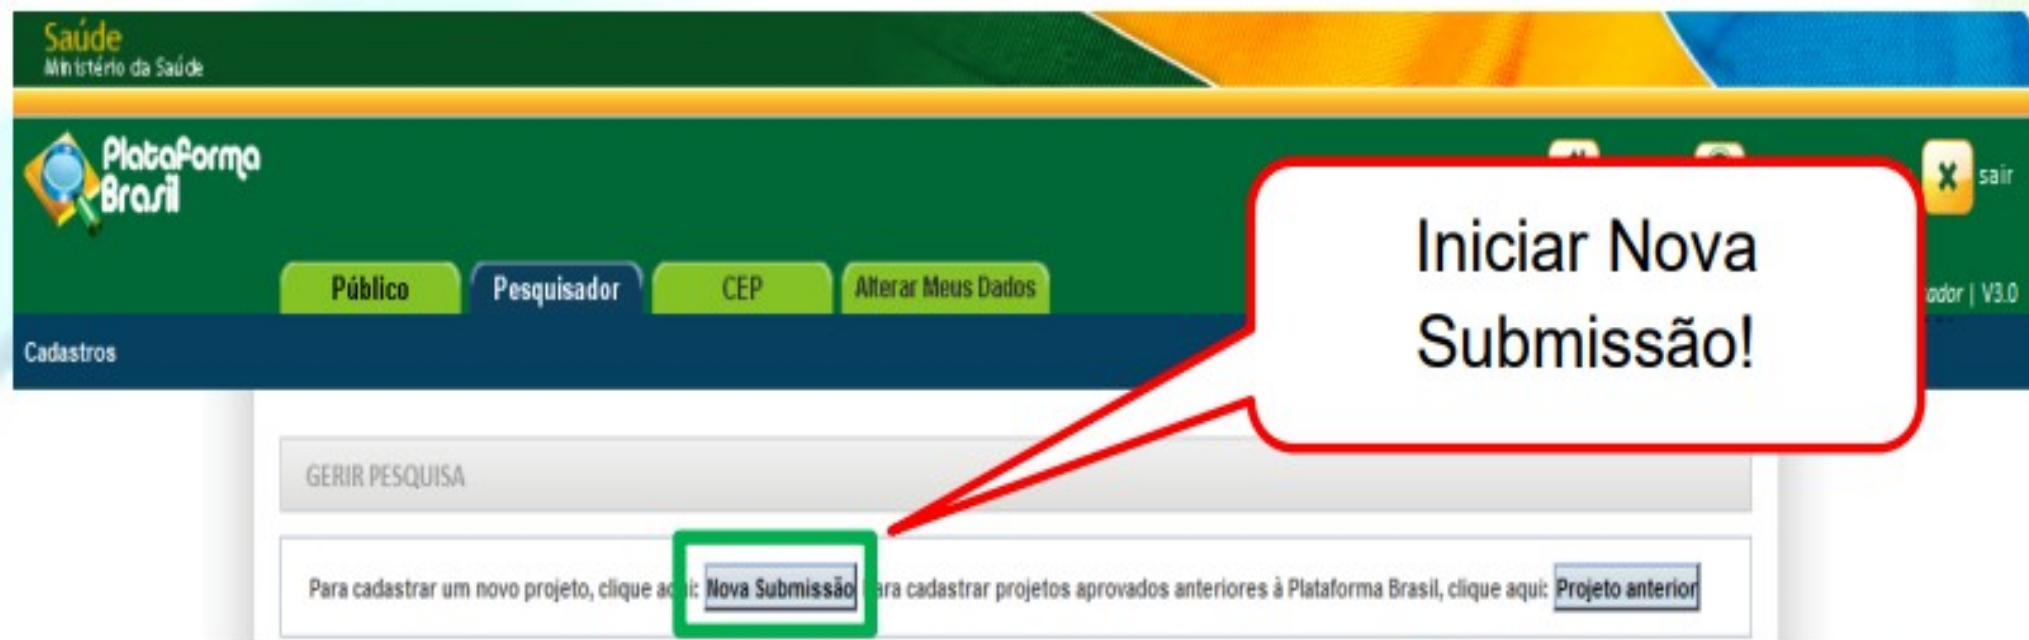 Saúde
Ministério da Saúde
Plataforma
Brasil
sair
Público
Pesquisador
CEP
Alterar Meus Dados
Iniciar Nova
Submissão!
| V3.0
Cadastros
GERIR PESQUISA
Para cadastrar um novo projeto, clique aqui: Nova Submissão Para cadastrar projetos aprovados anteriores à Plataforma Brasil, clique aqui: Projeto anterior